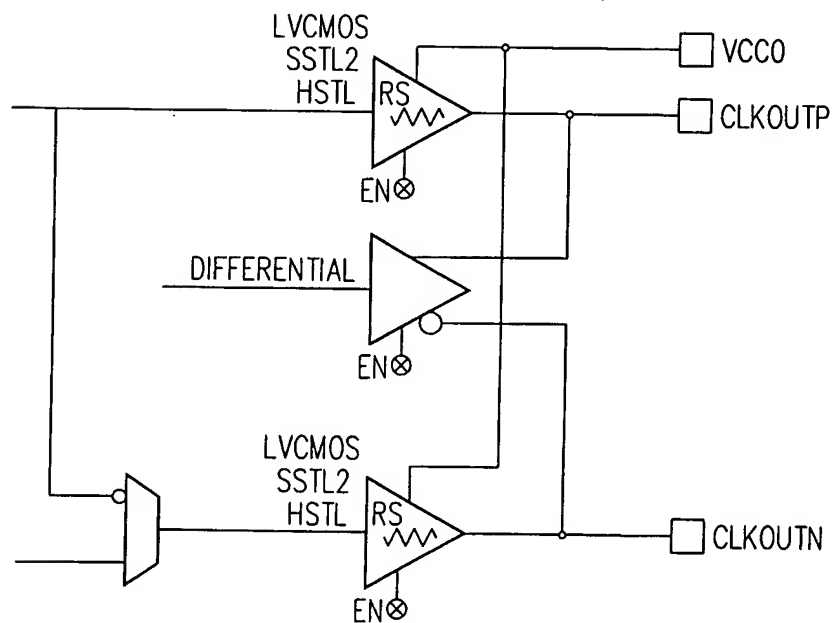 LVCMOS
SSTL2
HSTL
RS
VCCO
CLKOUTP
EN
DIFFERENTIAL
EN
LVCMOS
SSTL2
HSTL
RS
CLKOUTN
EN